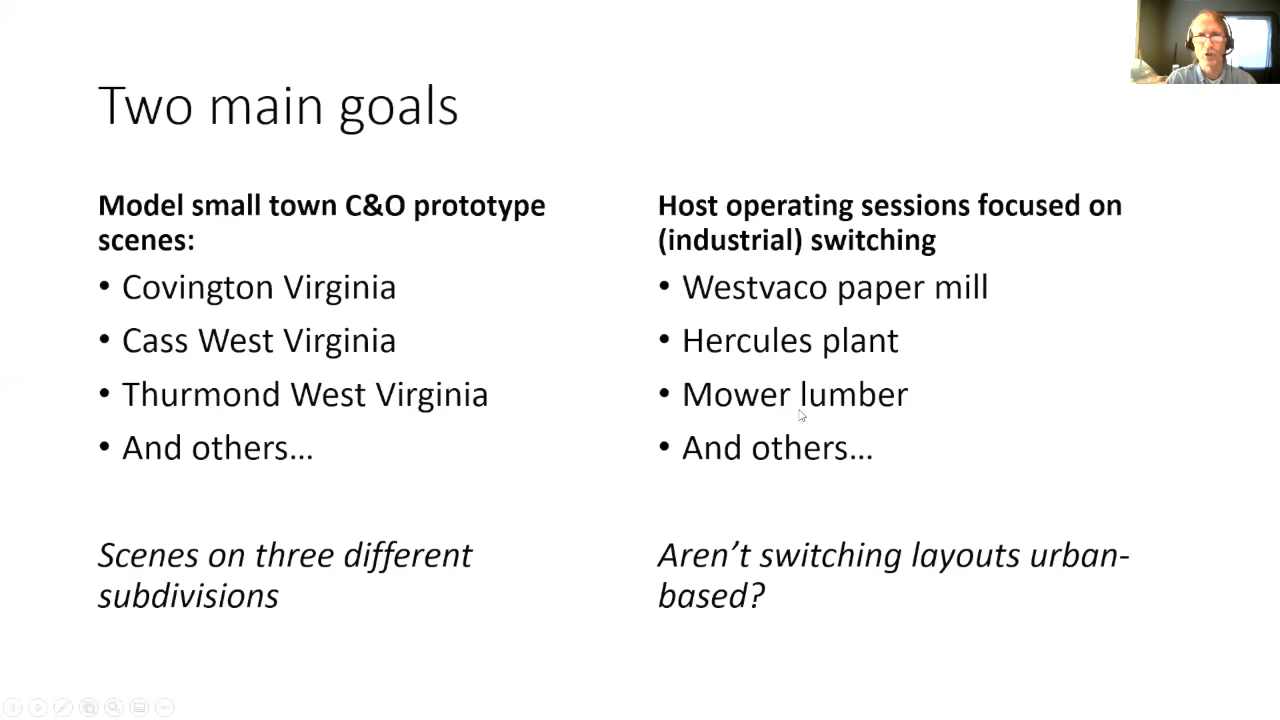 Two main goals
Model small town C&O prototype
scenes:
• Covington Virginia
• Cass West Virginia
• Thurmond West Virginia
• And others…
Scenes on three different
subdivisions
Host operating sessions focused on
(industrial) switching
• Westvaco paper mill
• Hercules plant
• Mower lumber
• And others…
Aren’t switching layouts urban-
based?